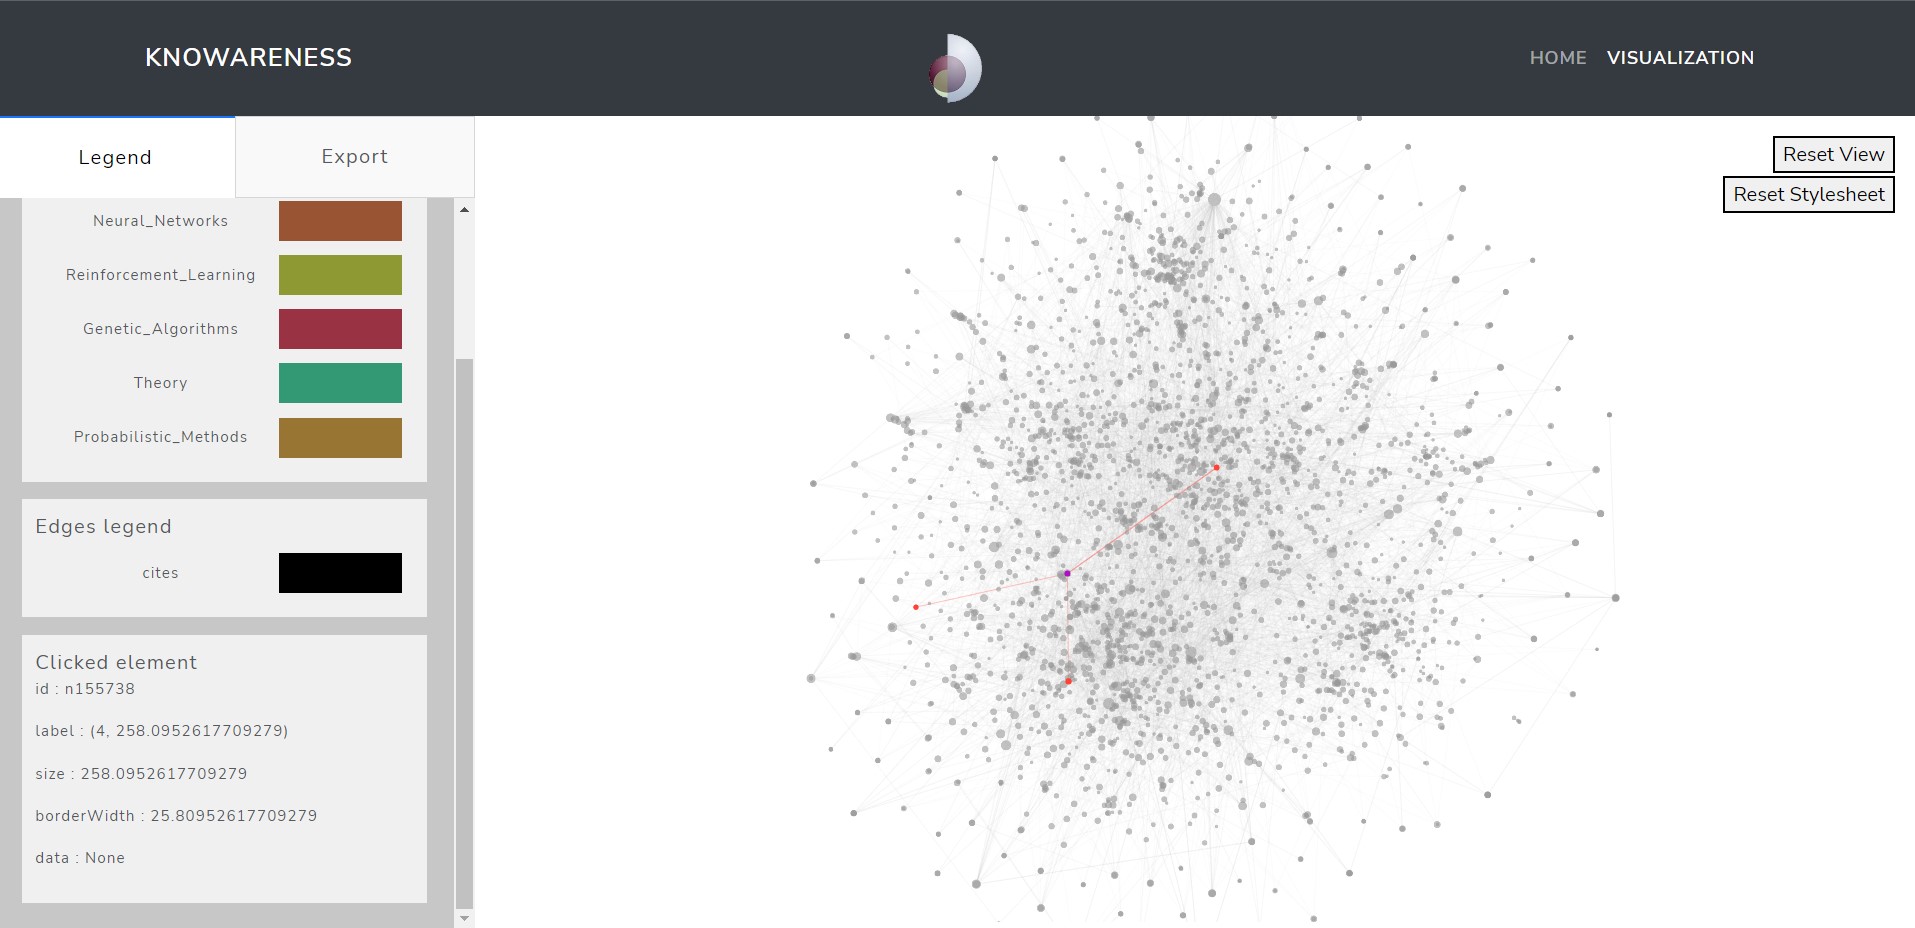 KNOWARENESS
HOME VISUALIZATION
Legend
Export
Reset View
Reset Stylesheet
Neural_Networks
Reinforcement_Learning
Genetic_Algorithms
Theory
Probabilistic_Methods
Edges legend
cites
Clicked element
id : n155738
label : (4, 258.0952617709279)
size : 258.0952617709279
borderWidth : 25.80952617709279
data : None